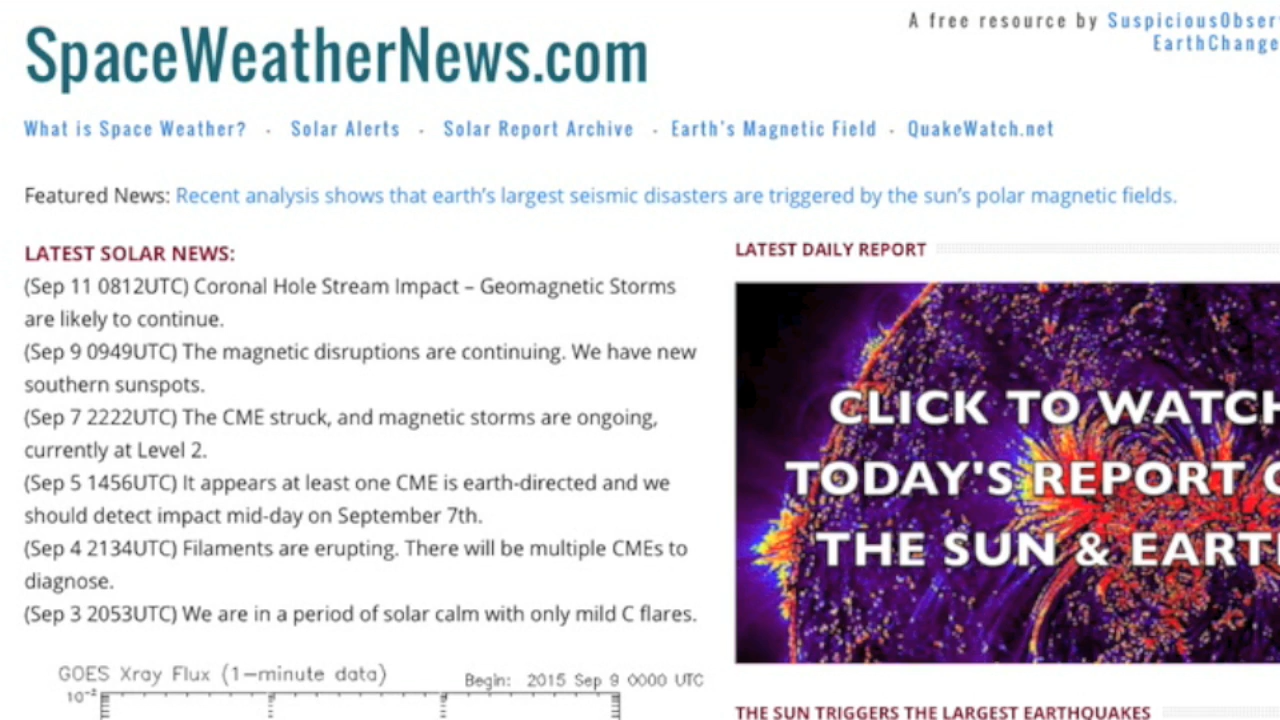 A free resource by
SpaceWeatherNews.com
What is Space Weather? · Solar Alerts · Solar Report Archive · Earth's Magnetic Field · QuakeWatch.net
Featured News: Recent analysis shows that earth's largest seismic disasters are triggered by the sun's polar magnetic fields.
LATEST SOLAR NEWS:
(Sep 11 0812UTC) Coronal Hole Stream Impact – Geomagnetic Storms
are likely to continue.
(Sep 9 0949UTC) The magnetic disruptions are continuing. We have new
southern sunspots.
(Sep 7 2222UTC) The CME struck, and magnetic storms are ongoing,
currently at Level 2.
(Sep 5 1456UTC) It appears at least one CME is earth-directed and we
should detect impact mid-day on September 7th.
(Sep 4 2134UTC) Filaments are erupting. There will be multiple CMEs to
diagnose.
(Sep 3 2053UTC) We are in a period of solar calm with only mild C flares.
GOES Xray Flux (1-minute data)
Begin: 2015 Sep 9 0000 UTC
10⁻²
LATEST DAILY REPORT
CLICK TO WATCH
TODAY'S REPORT
THE SUN & EARTH
THE SUN TRIGGERS THE LARGEST EARTHQUAKES